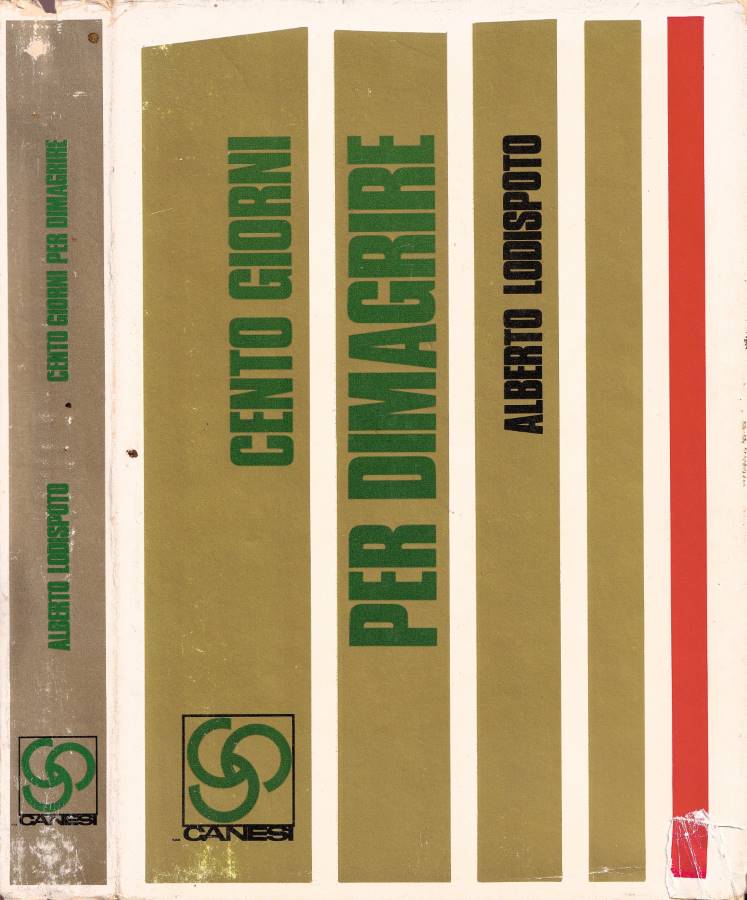 ALBERTO LODISPOTO
CENTO GIORNI PER DIMAGRIRE
CANESI
CENTO GIORNI
PER DIMAGRIRE
ALBERTO LODISPOTO
CANESI